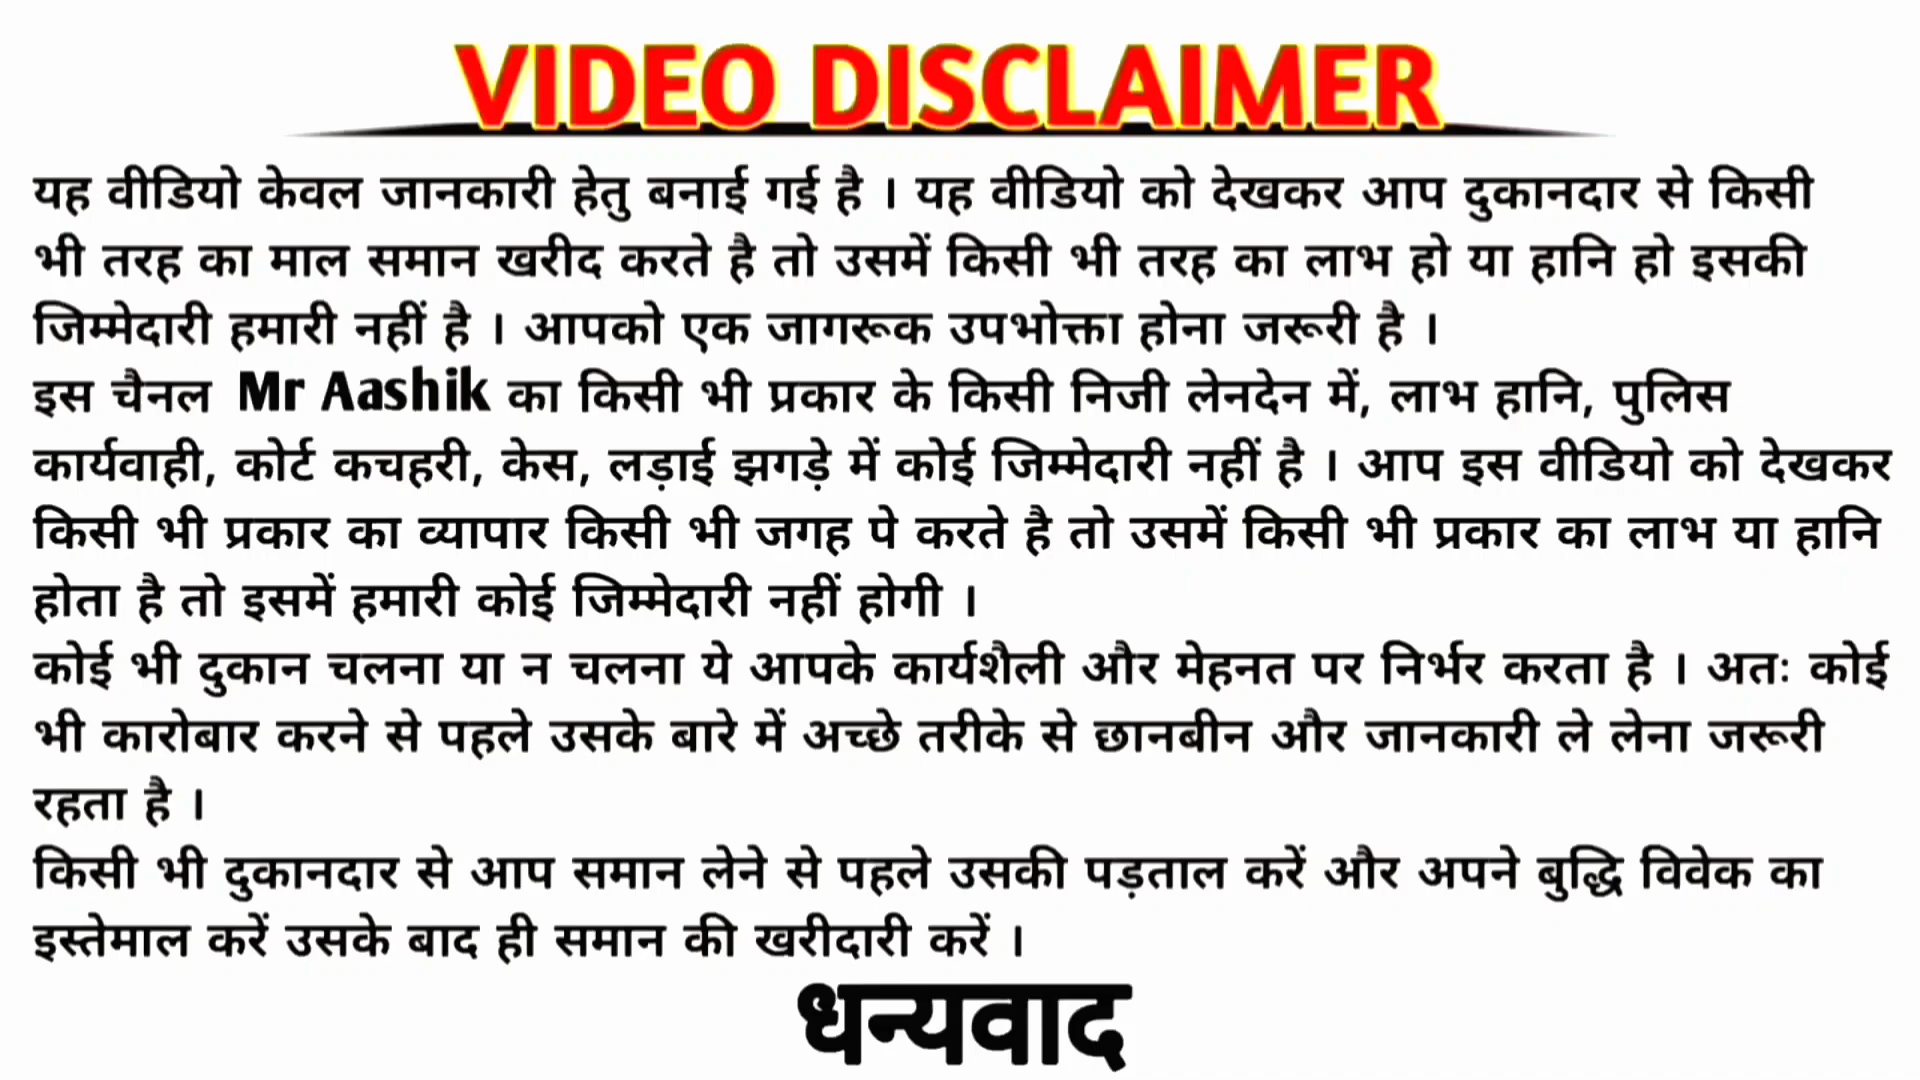 VIDEO DISCLAIMER
यह वीडियो केवल जानकारी हेतु बनाई गई है । यह वीडियो को देखकर आप दुकानदार से किसी
भी तरह का माल समान खरीद करते है तो उसमें किसी भी तरह का लाभ हो या हानि हो इसकी
जिम्मेदारी हमारी नहीं है । आपको एक जागरूक उपभोक्ता होना जरूरी है ।
इस चैनल Mr Aashik का किसी भी प्रकार के किसी निजी लेनदेन में, लाभ हानि, पुलिस
कार्यवाही, कोर्ट कचहरी, केस, लड़ाई झगड़े में कोई जिम्मेदारी नहीं है । आप इस वीडियो को देखकर
किसी भी प्रकार का व्यापार किसी भी जगह पे करते है तो उसमें किसी भी प्रकार का लाभ या हानि
होता है तो इसमें हमारी कोई जिम्मेदारी नहीं होगी ।
कोई भी दुकान चलना या न चलना ये आपके कार्यशैली और मेहनत पर निर्भर करता है । अतः कोई
भी कारोबार करने से पहले उसके बारे में अच्छे तरीके से छानबीन और जानकारी ले लेना जरूरी
रहता है ।
किसी भी दुकानदार से आप समान लेने से पहले उसकी पड़ताल करें और अपने बुद्धि विवेक का
इस्तेमाल करें उसके बाद ही समान की खरीदारी करें ।
धन्यवाद